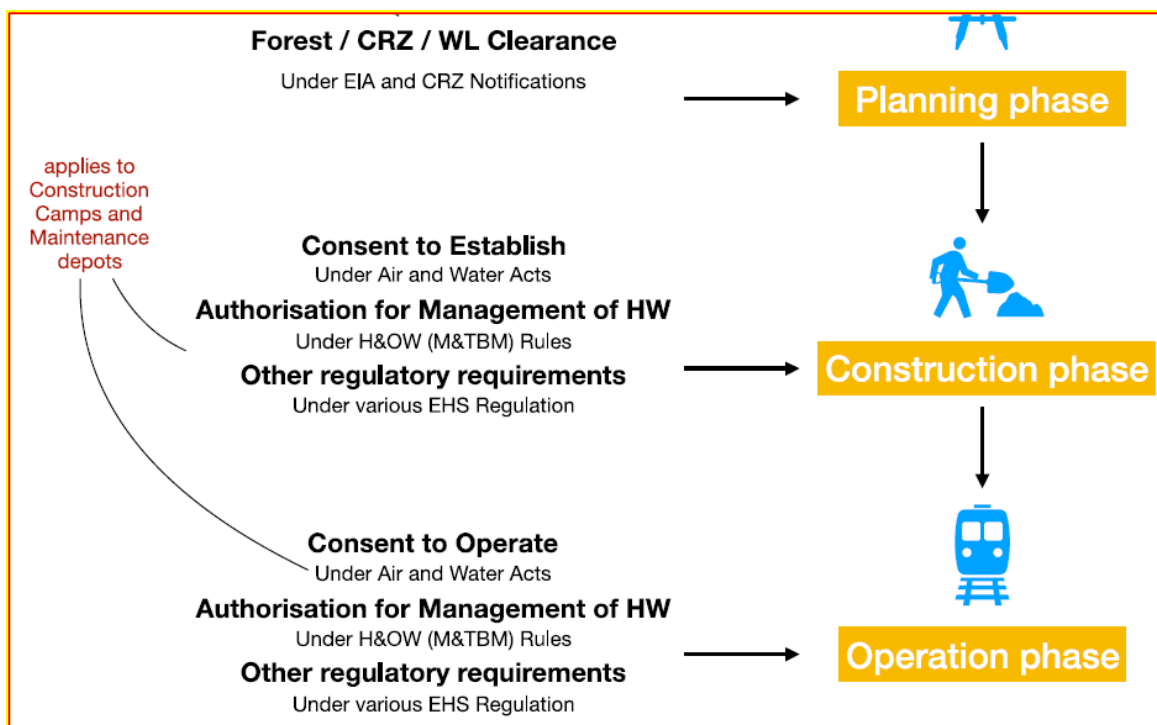 Forest / CRZ / WL Clearance
Under EIA and CRZ Notifications
Planning phase
applies to
Construction
Camps and
Maintenance
depots
Consent to Establish
Under Air and Water Acts
Authorisation for Management of HW
Under H&OW (M&TBM) Rules
Other regulatory requirements
Under various EHS Regulation
Construction phase
Consent to Operate
Under Air and Water Acts
Authorisation for Management of HW
Under H&OW (M&TBM) Rules
Other regulatory requirements
Under various EHS Regulation
Operation phase